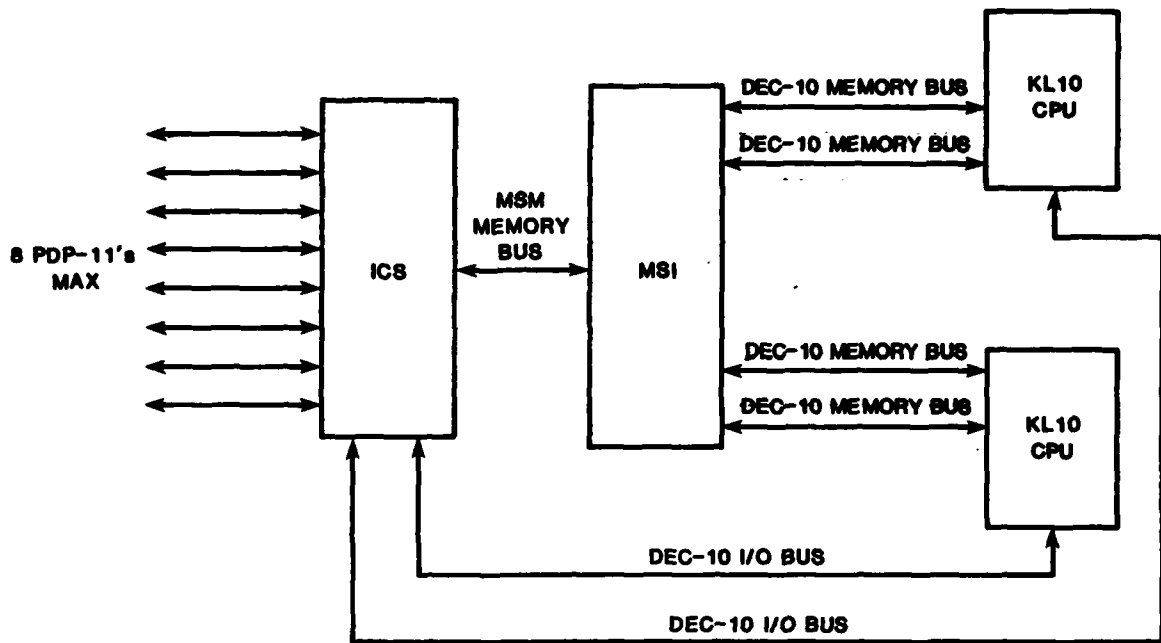 8 PDP-11's
MAX
ICS
MSM
MEMORY
BUS
MSI
DEC-10 MEMORY BUS
DEC-10 MEMORY BUS
KL10
CPU
DEC-10 MEMORY BUS
DEC-10 MEMORY BUS
KL10
CPU
DEC-10 I/O BUS
DEC-10 I/O BUS